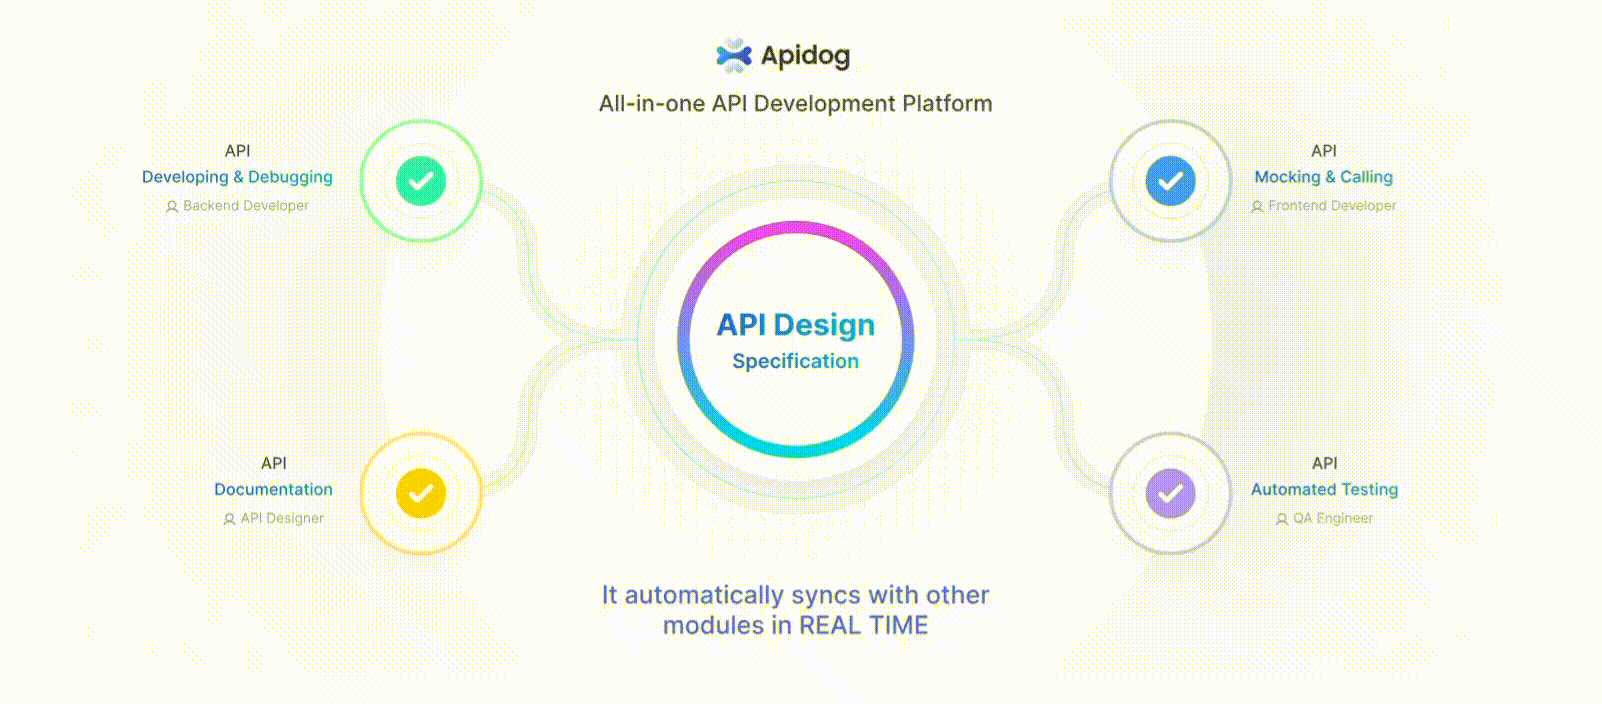 Apidog
All-in-one API Development Platform
API
Developing & Debugging
Backend Developer
API
Mocking & Calling
Frontend Developer
API Design
Specification
API
Documentation
API Designer
API
Automated Testing
QA Engineer
It automatically syncs with other
modules in REAL TIME